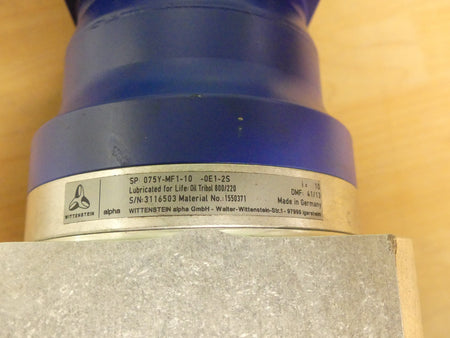 SP 075Y-MF1-10 -0E1-2S i= 10
Lubricated for Life: Oil Tribol 800/220 DMF: 41/13
S/N:3116503 Material No.:1550371 Made in Germany
WITTENSTEIN alpha WITTENSTEIN alpha GmbH - Walter-Wittenstein-Str.1 - 97999 Igersheim